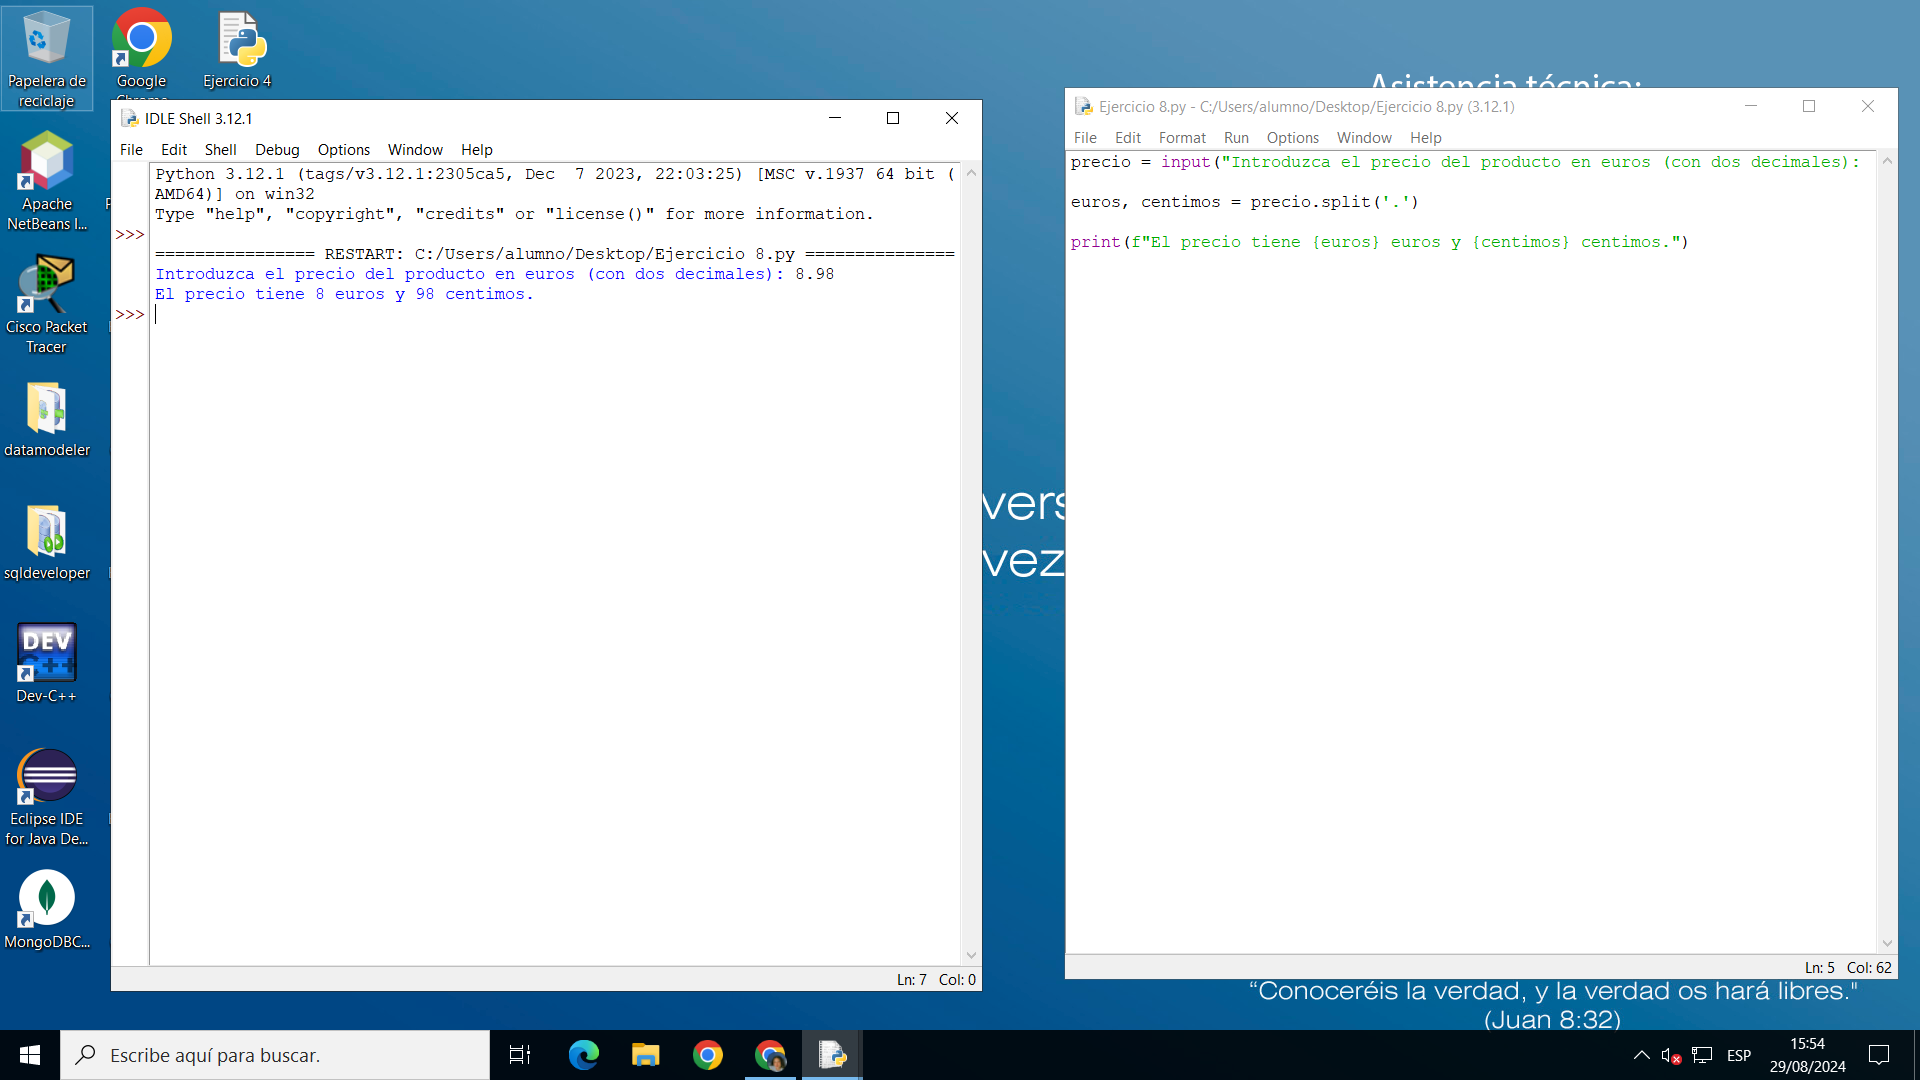 Papelera de
reciclaje
Google
Chrome
Ejercicio 4
Asistencia técnica:
Apache
NetBeans I...
Cisco Packet
Tracer
datamodeler
sqldeveloper
DEV
C++
Dev-C++
Eclipse IDE
for Java De...
MongoDBC...
IDLE Shell 3.12.1
File Edit Shell Debug Options Window Help
Python 3.12.1 (tags/v3.12.1:2305ca5, Dec  7 2023, 22:03:25) [MSC v.1937 64 bit (
AMD64)] on win32
Type "help", "copyright", "credits" or "license()" for more information.
>>>
================ RESTART: C:/Users/alumno/Desktop/Ejercicio 8.py ===============
Introduzca el precio del producto en euros (con dos decimales): 8.98
El precio tiene 8 euros y 98 centimos.
>>>
Ln: 7 Col: 0
vers
vez
Ejercicio 8.py - C:/Users/alumno/Desktop/Ejercicio 8.py (3.12.1)
File Edit Format Run Options Window Help
precio = input("Introduzca el precio del producto en euros (con dos decimales):
euros, centimos = precio.split('.')
print(f"El precio tiene {euros} euros y {centimos} centimos.")
Ln: 5 Col: 62
“Conoceréis la verdad, y la verdad os hará libres."
(Juan 8:32)
Escribe aquí para buscar.
ESP
15:54
29/08/2024